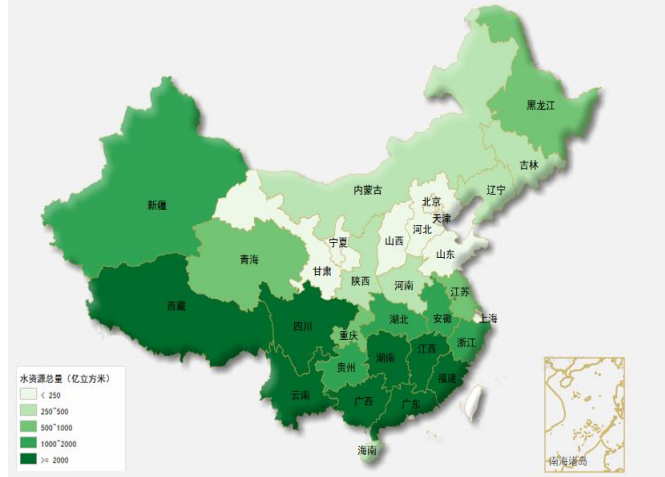 黑龙江
吉林
辽宁
内蒙古
新疆
北京
天津
河北
山西
宁夏
山东
青海
甘肃
陕西
河南
江苏
西藏
四川
上海
重庆
湖北
安徽
浙江
湖南
江西
贵州
福建
云南
广西
广东
海南
水资源总量（亿立方米）
< 250
250~500
500~1000
1000~2000
>= 2000
南海诸岛